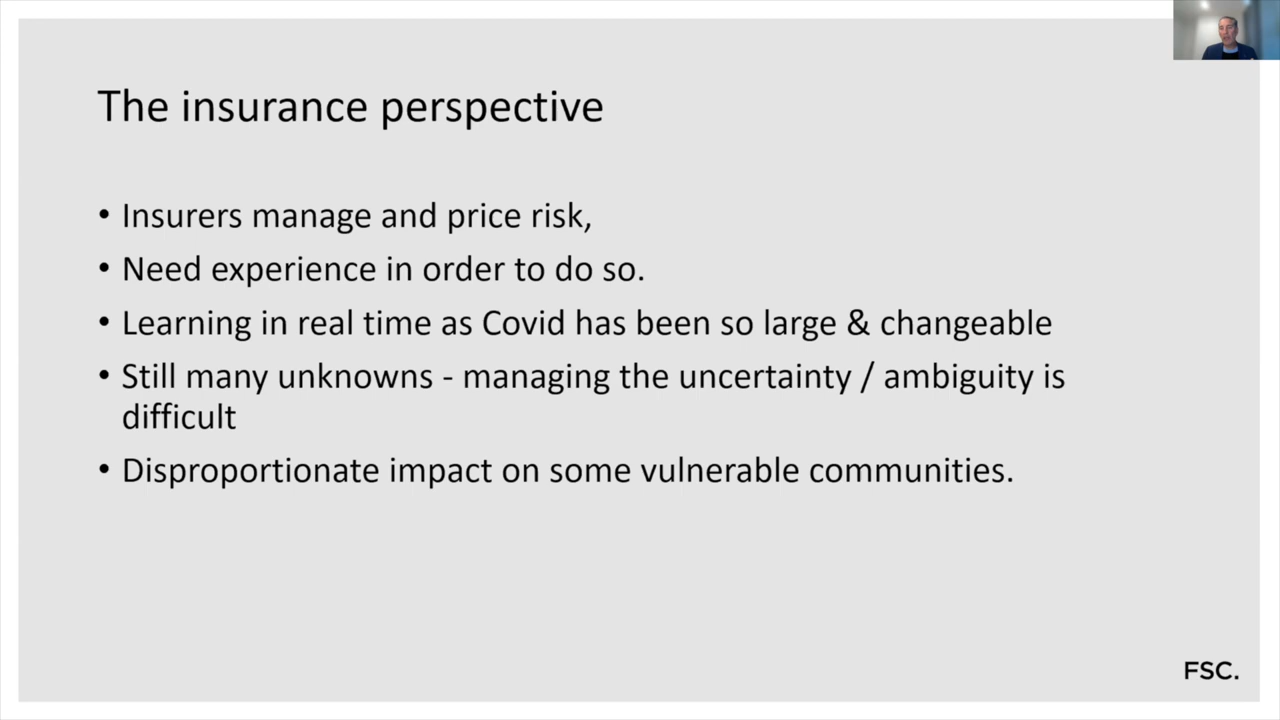 The insurance perspective
• Insurers manage and price risk,
• Need experience in order to do so.
• Learning in real time as Covid has been so large & changeable
• Still many unknowns - managing the uncertainty / ambiguity is
difficult
• Disproportionate impact on some vulnerable communities.
FSC.